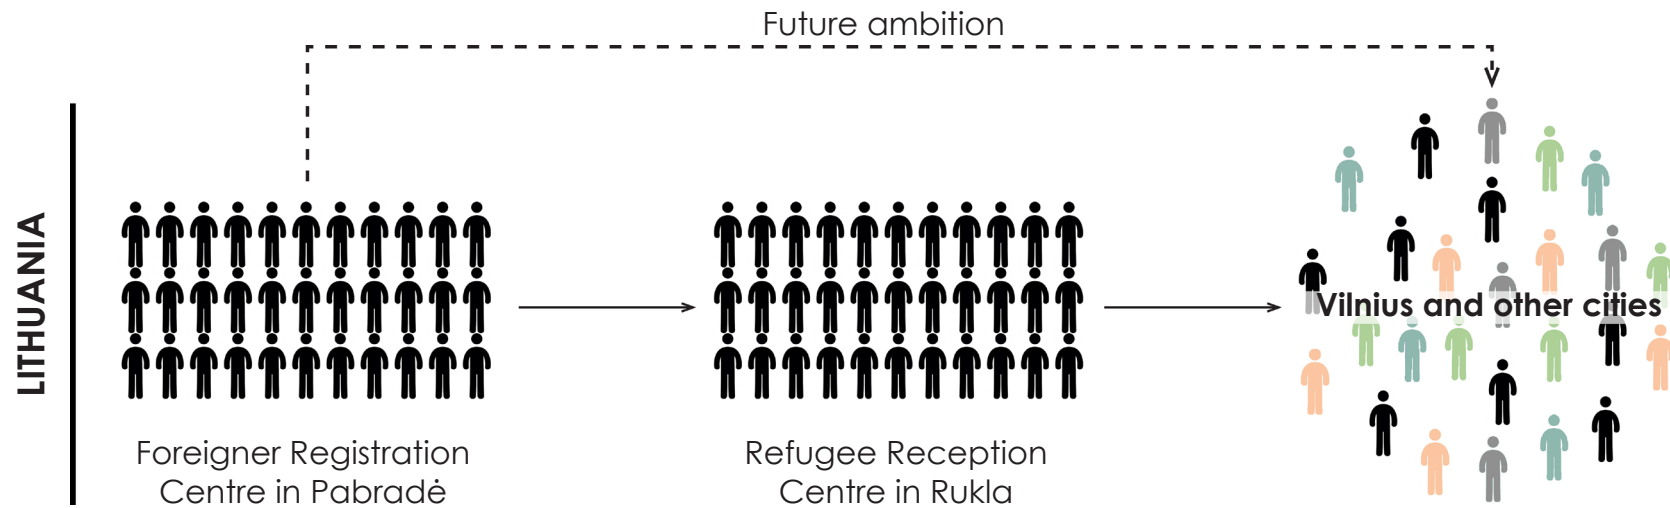 Future ambition
LITHUANIA
Vilnius and other cities
Foreigner Registration
Centre in Pabradė
Refugee Reception
Centre in Rukla